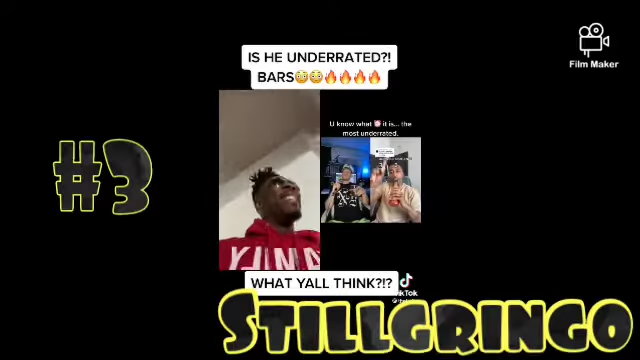 IS HE UNDERRATED?!
BARS😳😳🔥🔥🔥🔥
Film Maker
U know what ⏰ it is... the
most underrated.
#3
WHAT YALL THINK?!?
TikTok
STILLGRINGO